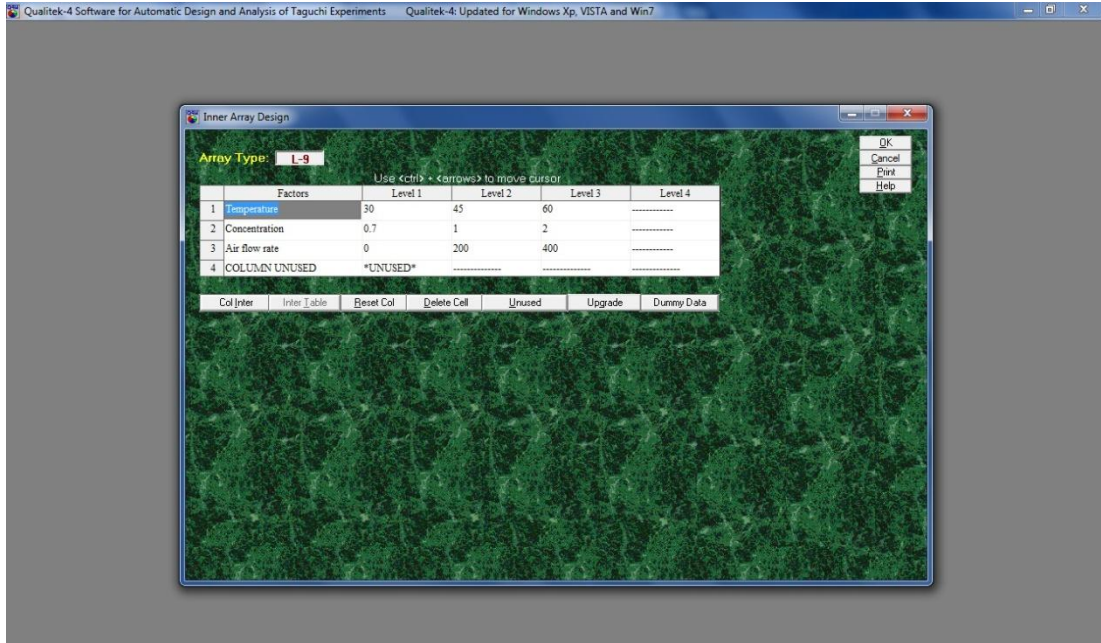 Qualitek-4 Software for Automatic Design and Analysis of Taguchi Experiments Qualitek-4: Updated for Windows Xp, VISTA and Win7
Inner Array Design
Array Type: L-9
Use <ctrl> + <arrows> to move cursor
Factors Level 1 Level 2 Level 3 Level 4
1 Temperature 30 45 60 ------------
2 Concentration 0.7 1 2 ------------
3 Air flow rate 0 200 400 ------------
4 COLUMN UNUSED *UNUSED* ------------- ------------- -------------
Col Inter Inter Table Reset Col Delete Cell Unused Upgrade Dummy Data
OK
Cancel
Print
Help